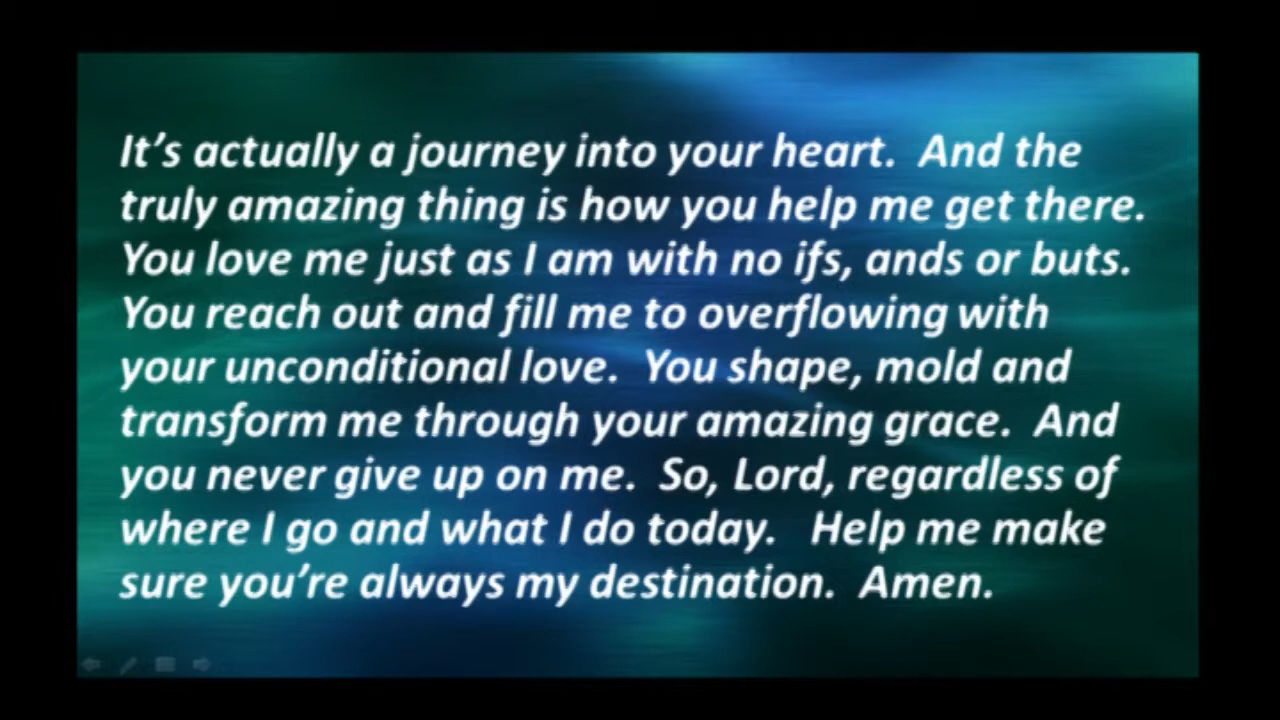 It's actually a journey into your heart.  And the
truly amazing thing is how you help me get there.
You love me just as I am with no ifs, ands or buts.
You reach out and fill me to overflowing with
your unconditional love.  You shape, mold and
transform me through your amazing grace.  And
you never give up on me.  So, Lord, regardless of
where I go and what I do today.   Help me make
sure you're always my destination.  Amen.